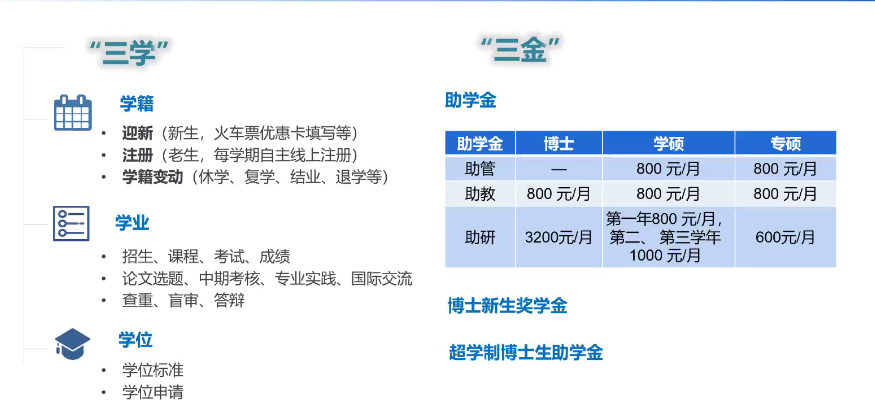 “三学”
学籍
• 迎新（新生，火车票优惠卡填写等）
• 注册（老生，每学期自主线上注册）
• 学籍变动（休学、复学、结业、退学等）
学业
• 招生、课程、考试、成绩
• 论文选题、中期考核、专业实践、国际交流
• 查重、盲审、答辩
学位
• 学位标准
• 学位申请
“三金”
助学金
助学金 博士 学硕 专硕
助管 — 800 元/月 800 元/月
助教 800 元/月 800 元/月 800 元/月
助研 3200元/月 第一年800 元/月，
第二、 第三学年
1000 元/月 600元/月
博士新生奖学金
超学制博士生助学金